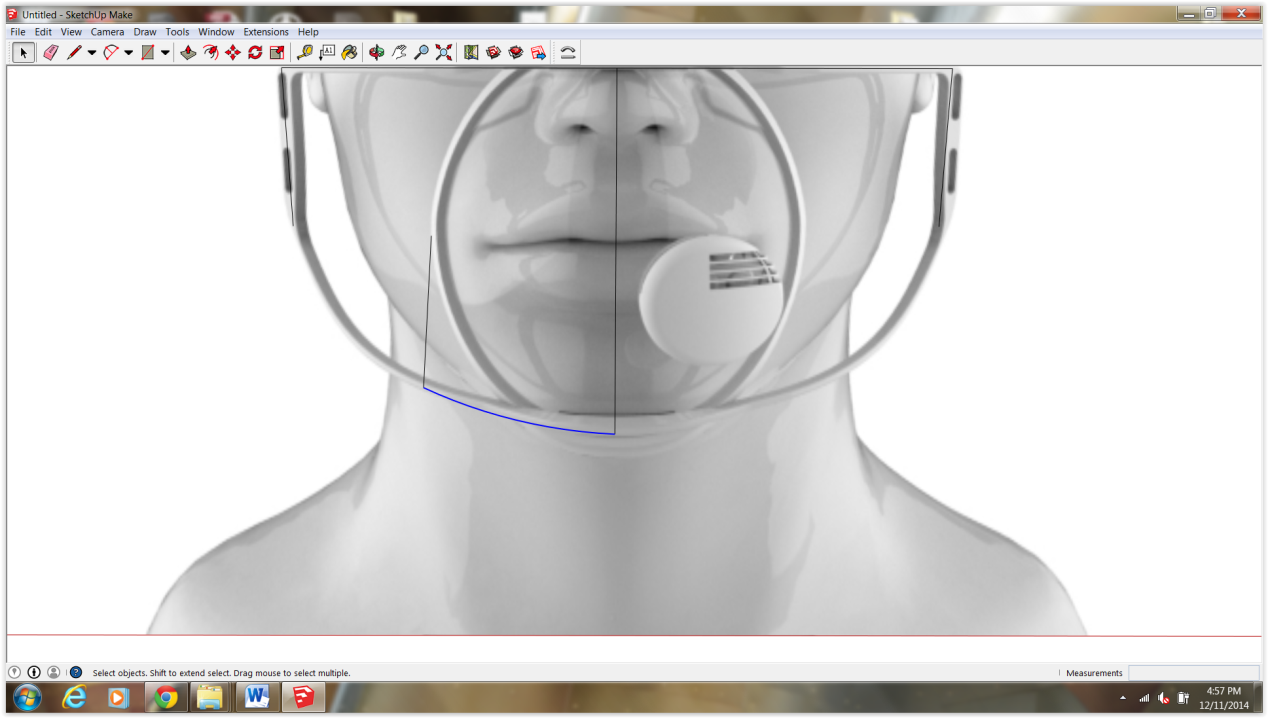 Untitled - SketchUp Make
File Edit View Camera Draw Tools Window Extensions Help
A1
Select objects. Shift to extend select. Drag mouse to select multiple.
Measurements
4:57 PM
12/11/2014